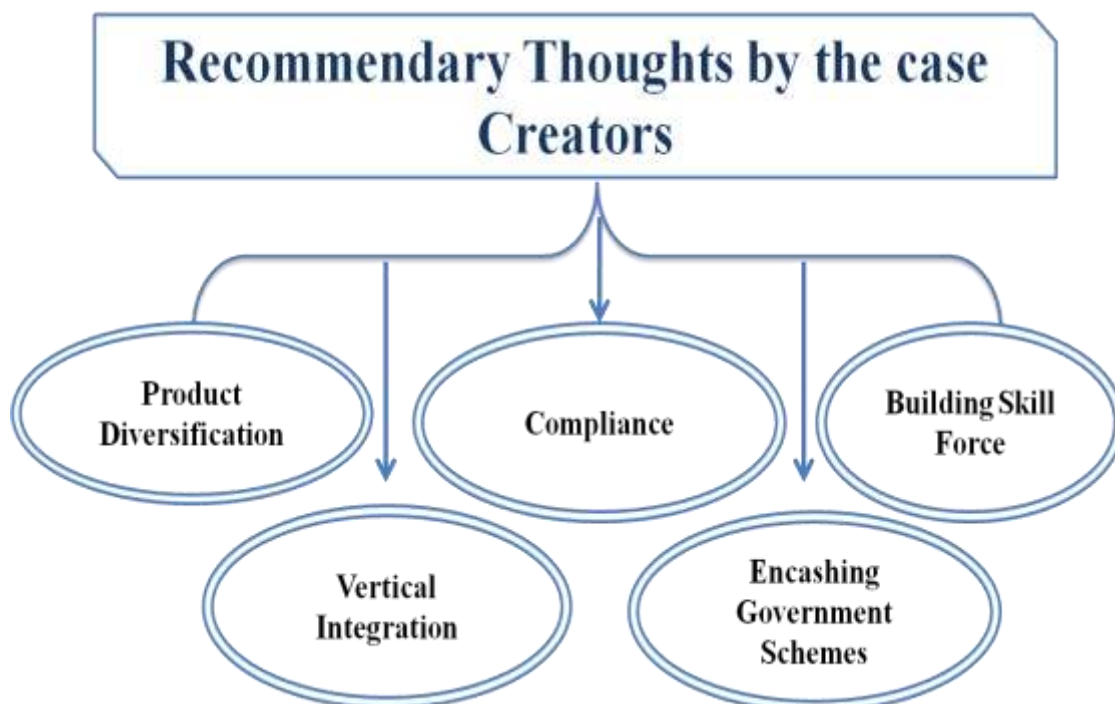 Recommendary Thoughts by the case
Creators
Product
Diversification
Compliance
Building Skill
Force
Vertical
Integration
Encashing
Government
Schemes